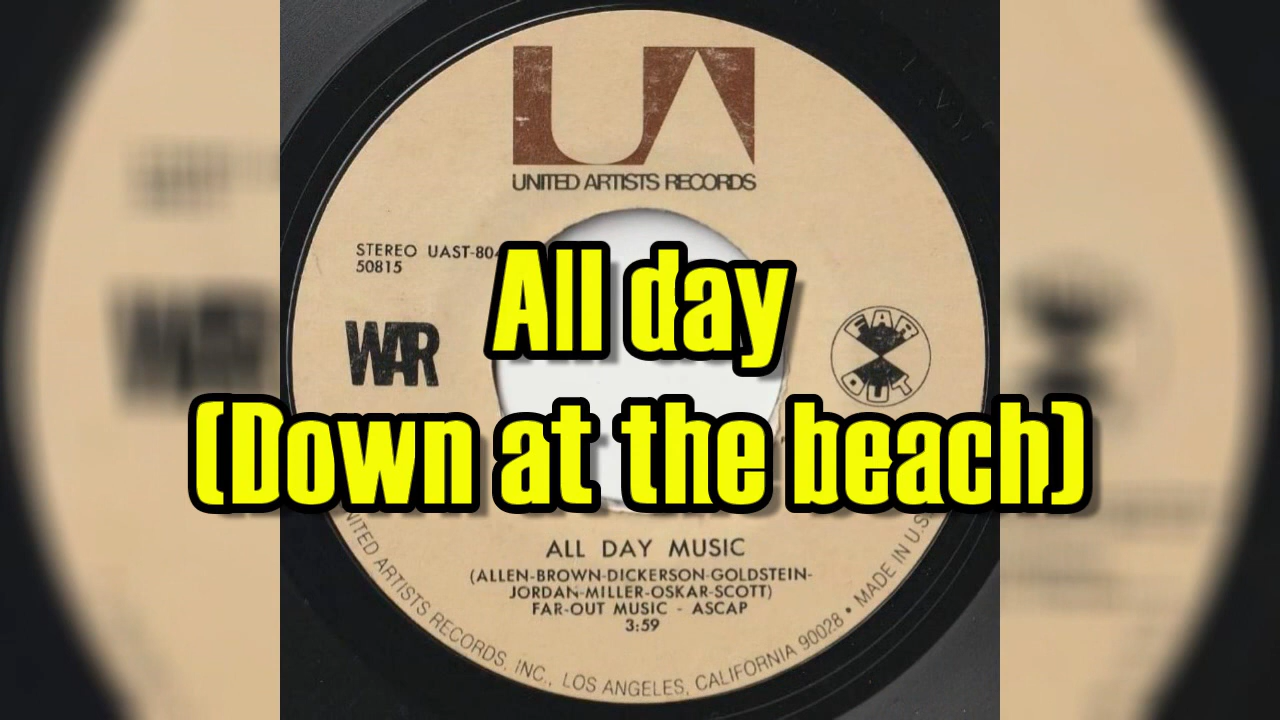 UA
UNITED ARTISTS RECORDS
STEREO UAST-804
50815
WAR
FAR
OUT
All day
(Down at the beach)
ALL DAY MUSIC
(ALLEN-BROWN-DICKERSON-GOLDSTEIN-
JORDAN-MILLER-OSKAR-SCOTT)
FAR-OUT MUSIC - ASCAP
3:59
UNITED ARTISTS RECORDS, INC., LOS ANGELES, CALIFORNIA 90028 • MADE IN U.S.